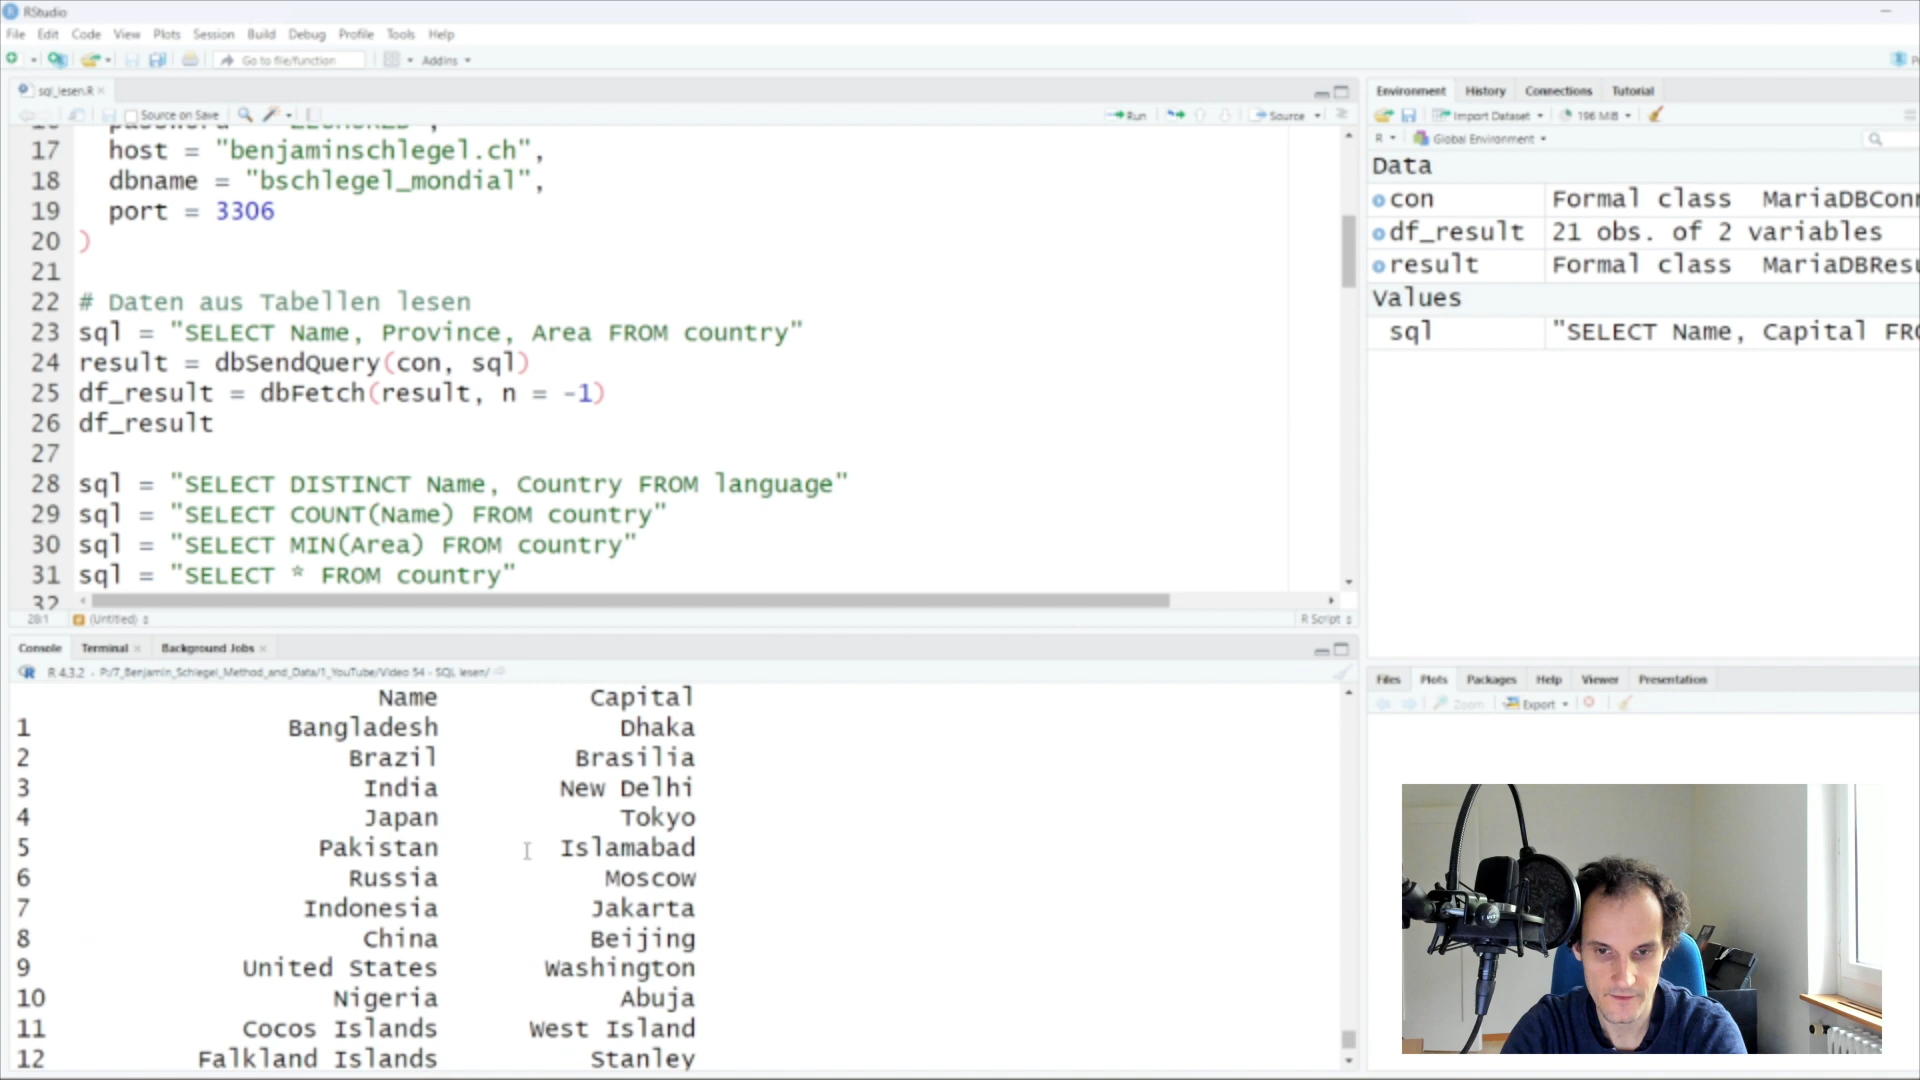 RStudio
File Edit Code View Plots Session Build Debug Profile Tools Help
Go to file/function Addins
sql_lesen.R
Source on Save Run Source
17 host = "benjaminschlegel.ch",
18 dbname = "bschlegel_mondial",
19 port = 3306
20 )
21
22 # Daten aus Tabellen lesen
23 sql = "SELECT Name, Province, Area FROM country"
24 result = dbSendQuery(con, sql)
25 df_result = dbFetch(result, n = -1)
26 df_result
27
28 sql = "SELECT DISTINCT Name, Country FROM language"
29 sql = "SELECT COUNT(Name) FROM country"
30 sql = "SELECT MIN(Area) FROM country"
31 sql = "SELECT * FROM country"
32
28:1 (Untitled) R Script
Console Terminal Background Jobs
R 4.3.2 - P:/7_Benjamin_Schlegel_Method_and_Data/1_YouTube/Video 54 - SQL lesen/
Name Capital
1 Bangladesh Dhaka
2 Brazil Brasilia
3 India New Delhi
4 Japan Tokyo
5 Pakistan Islamabad
6 Russia Moscow
7 Indonesia Jakarta
8 China Beijing
9 United States Washington
10 Nigeria Abuja
11 Cocos Islands West Island
12 Falkland Islands Stanley
Environment History Connections Tutorial
Import Dataset 196 MiB
R Global Environment
Data
con Formal class MariaDBConn
df_result 21 obs. of 2 variables
result Formal class MariaDBResu
Values
sql "SELECT Name, Capital FRO
Files Plots Packages Help Viewer Presentation
Zoom Export